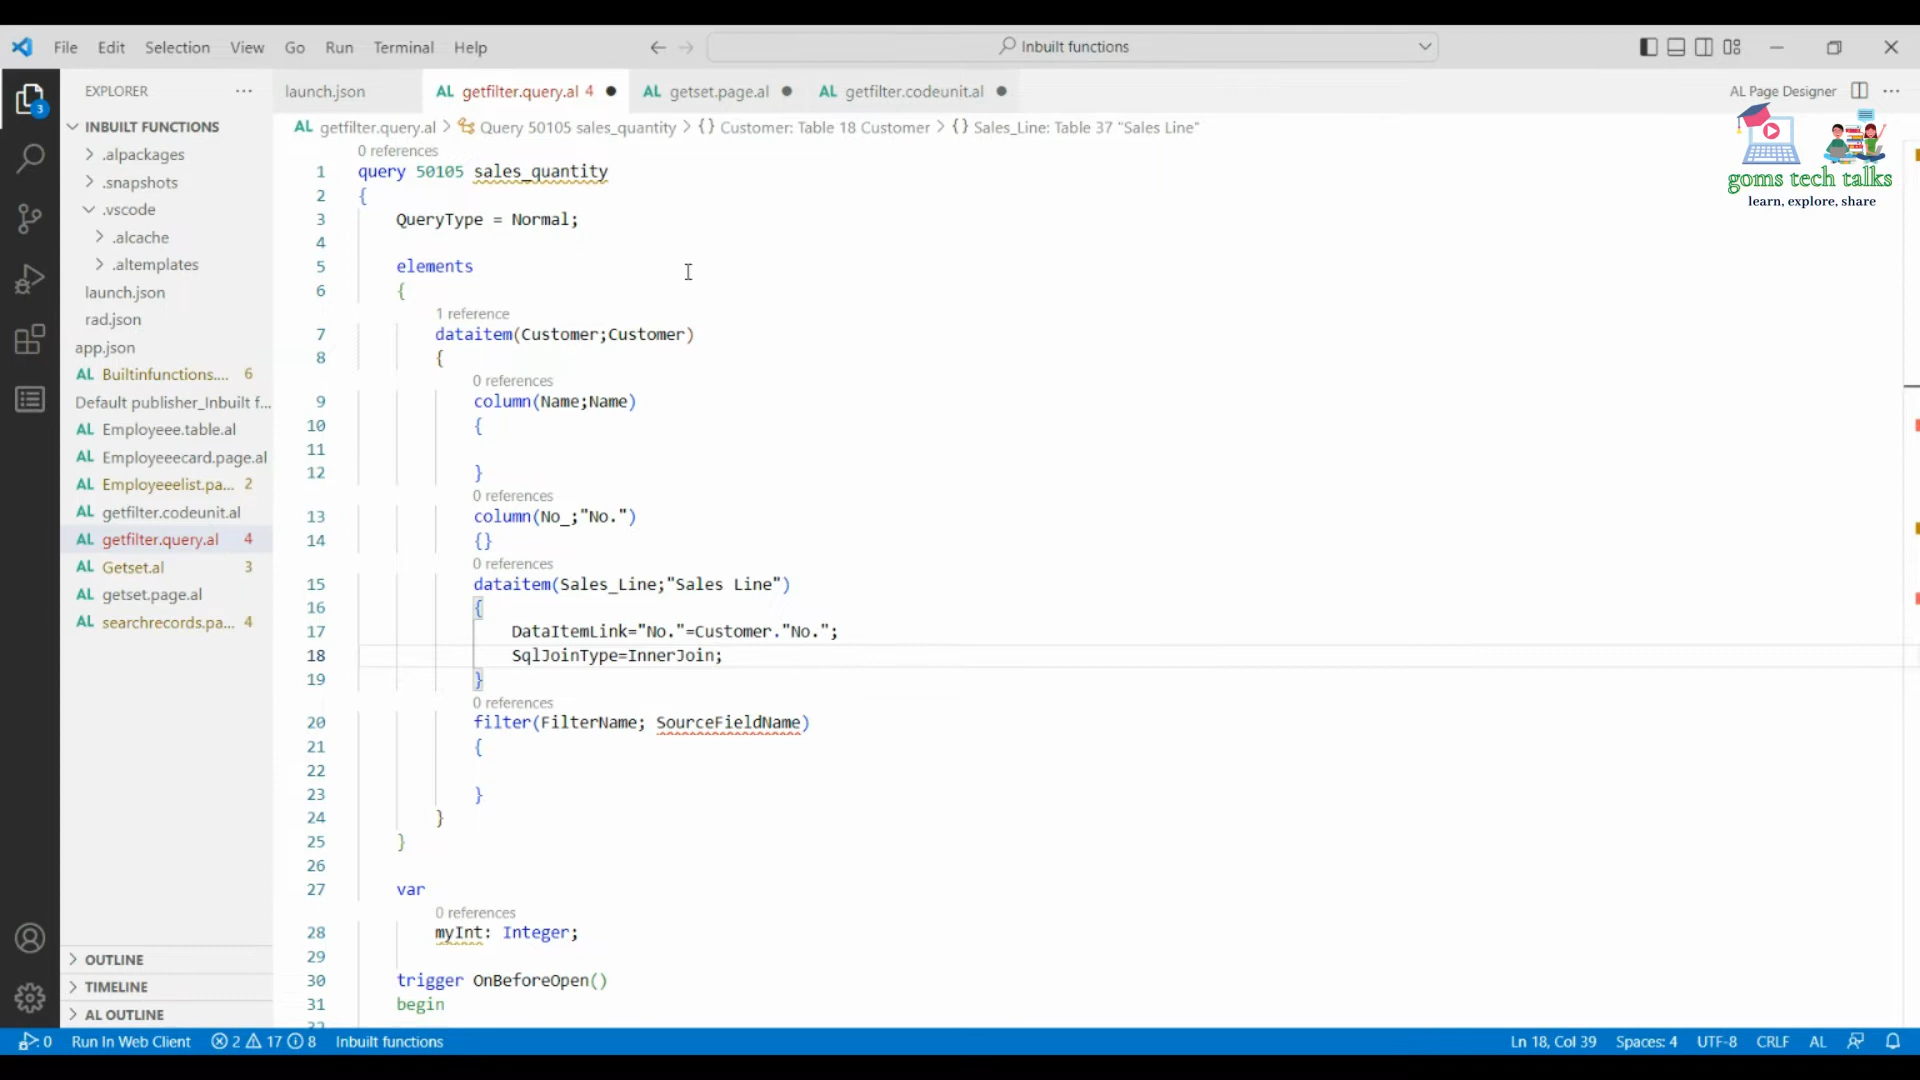 File Edit Selection View Go Run Terminal Help
Inbuilt functions
EXPLORER
launch.json
AL getfilter.query.al 4
AL getset.page.al
AL getfilter.codeunit.al
AL Page Designer
INBUILT FUNCTIONS
.alpackages
.snapshots
.vscode
.alcache
.altemplates
launch.json
rad.json
app.json
AL Builtinfunctions.... 6
Default publisher_Inbuilt f...
AL Employeee.table.al
AL Employeeecard.page.al
AL Employeeelist.pa... 2
AL getfilter.codeunit.al
AL getfilter.query.al 4
AL Getset.al 3
AL getset.page.al
AL searchrecords.pa... 4
OUTLINE
TIMELINE
AL OUTLINE
3
AL getfilter.query.al > Query 50105 sales_quantity > {} Customer: Table 18 Customer > {} Sales_Line: Table 37 "Sales Line"
goms tech talks
learn, explore, share
0 references
1 query 50105 sales_quantity
2 {
3 QueryType = Normal;
4
5 elements
6 {
1 reference
7 dataitem(Customer;Customer)
8 {
0 references
9 column(Name;Name)
10 {
11
12 }
0 references
13 column(No_;"No.")
14 {}
0 references
15 dataitem(Sales_Line;"Sales Line")
16 {
17 DataItemLink="No."=Customer."No.";
18 SqlJoinType=InnerJoin;
19 }
0 references
20 filter(FilterName; SourceFieldName)
21 {
22
23 }
24 }
25 }
26
27 var
0 references
28 myInt: Integer;
29
30 trigger OnBeforeOpen()
31 begin
32
0 Run In Web Client 2 17 8 Inbuilt functions
Ln 18, Col 39 Spaces: 4 UTF-8 CRLF AL